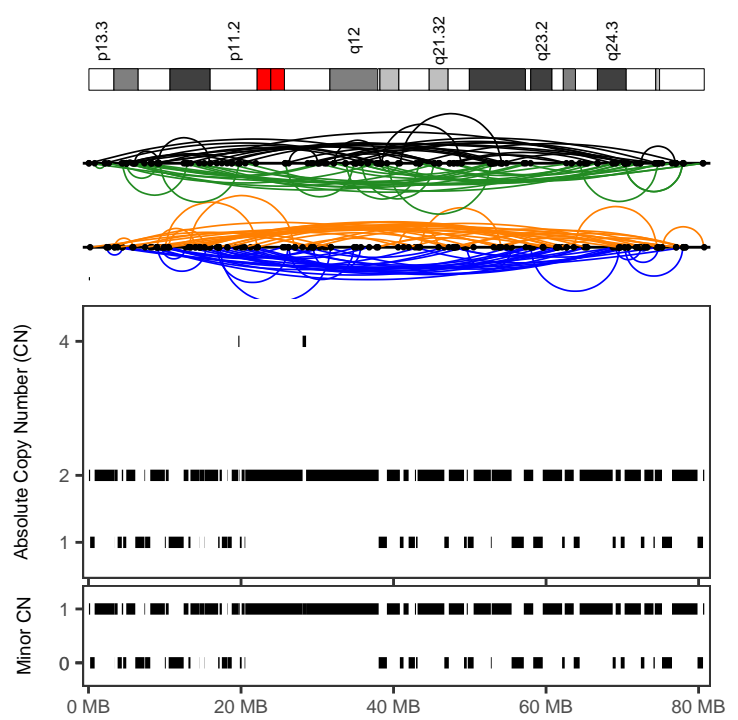 p13.3
p11.2
q12
q21.32
q23.2
q24.3
Absolute Copy Number (CN)
4
2
1
Minor CN
1
0
0 MB
20 MB
40 MB
60 MB
80 MB